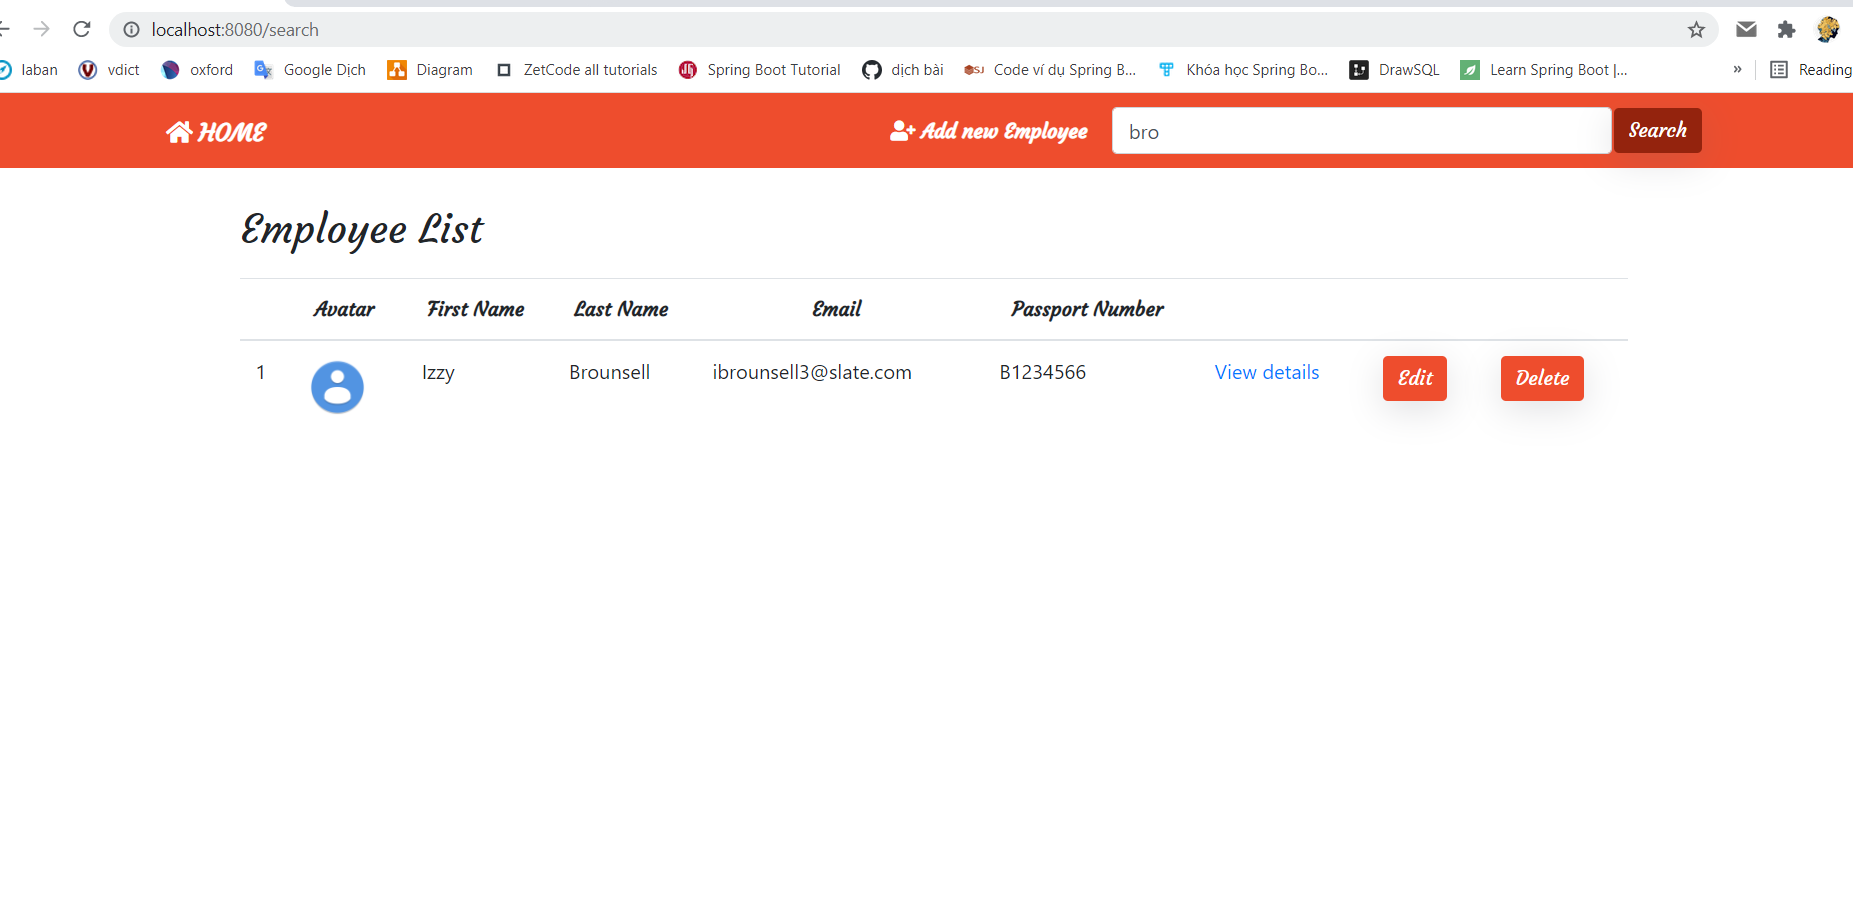 localhost:8080/search
laban vdict oxford Google Dịch Diagram ZetCode all tutorials Spring Boot Tutorial dịch bài Code ví dụ Spring B... Khóa học Spring Bo... DrawSQL Learn Spring Boot |... » Reading
HOME Add new Employee bro Search
Employee List
Avatar First Name Last Name Email Passport Number
1 Izzy Brounsell ibrounsell3@slate.com B1234566 View details Edit Delete